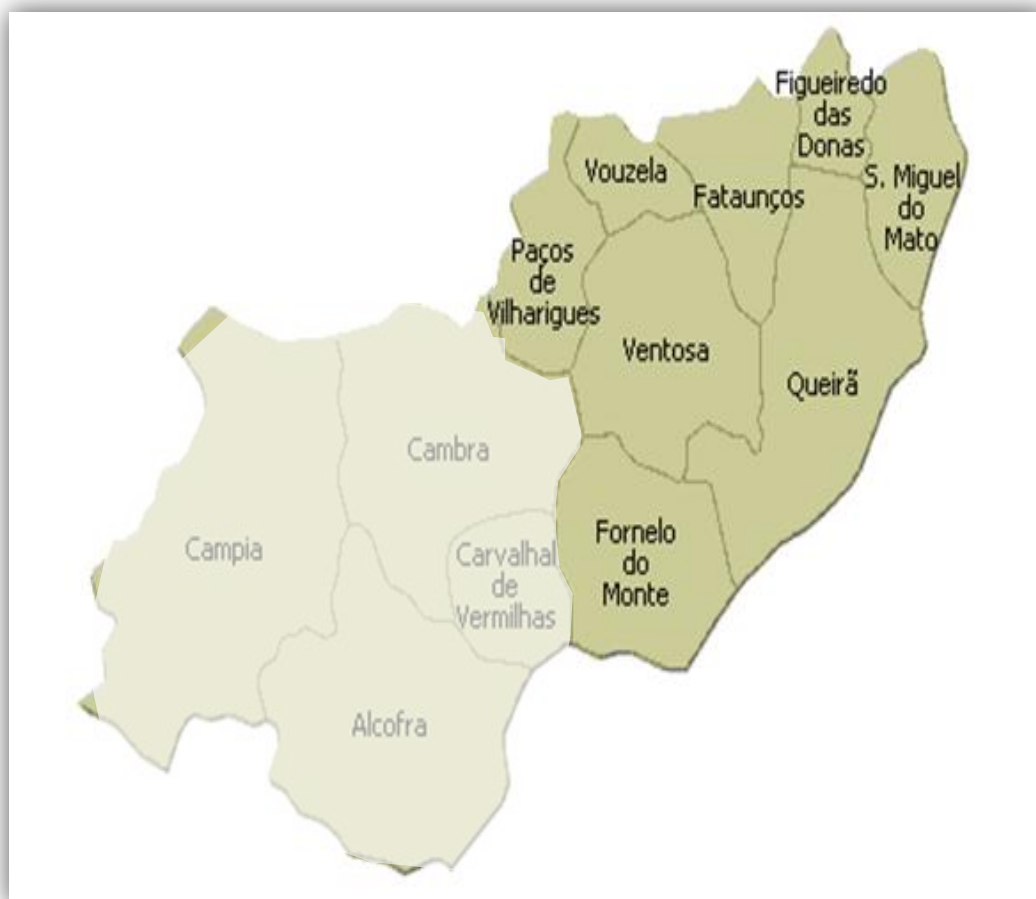 Figueiredo
das
Donas
Vouzela
S. Miguel
do
Mato
Fataunços
Paços
de
Vilharigues
Ventosa
Queirã
Cambra
Fornelo
do
Monte
Campia
Carvalhal
de
Vermilhas
Alcofra